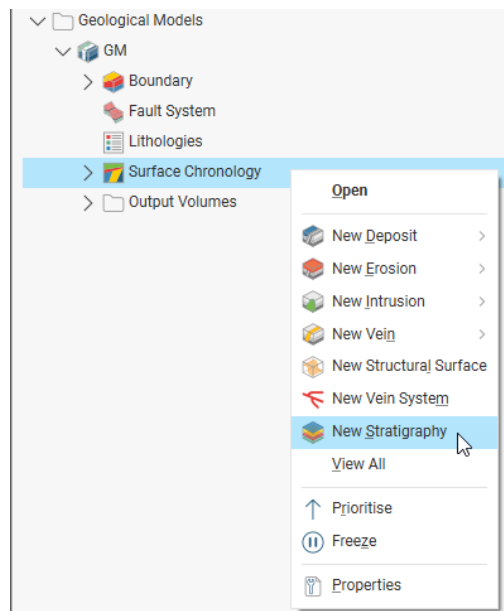 Geological Models
GM
Boundary
Fault System
Lithologies
Surface Chronology
Output Volumes
Open
New Deposit
New Erosion
New Intrusion
New Vein
New Structural Surface
New Vein System
New Stratigraphy
View All
Prioritise
Freeze
Properties